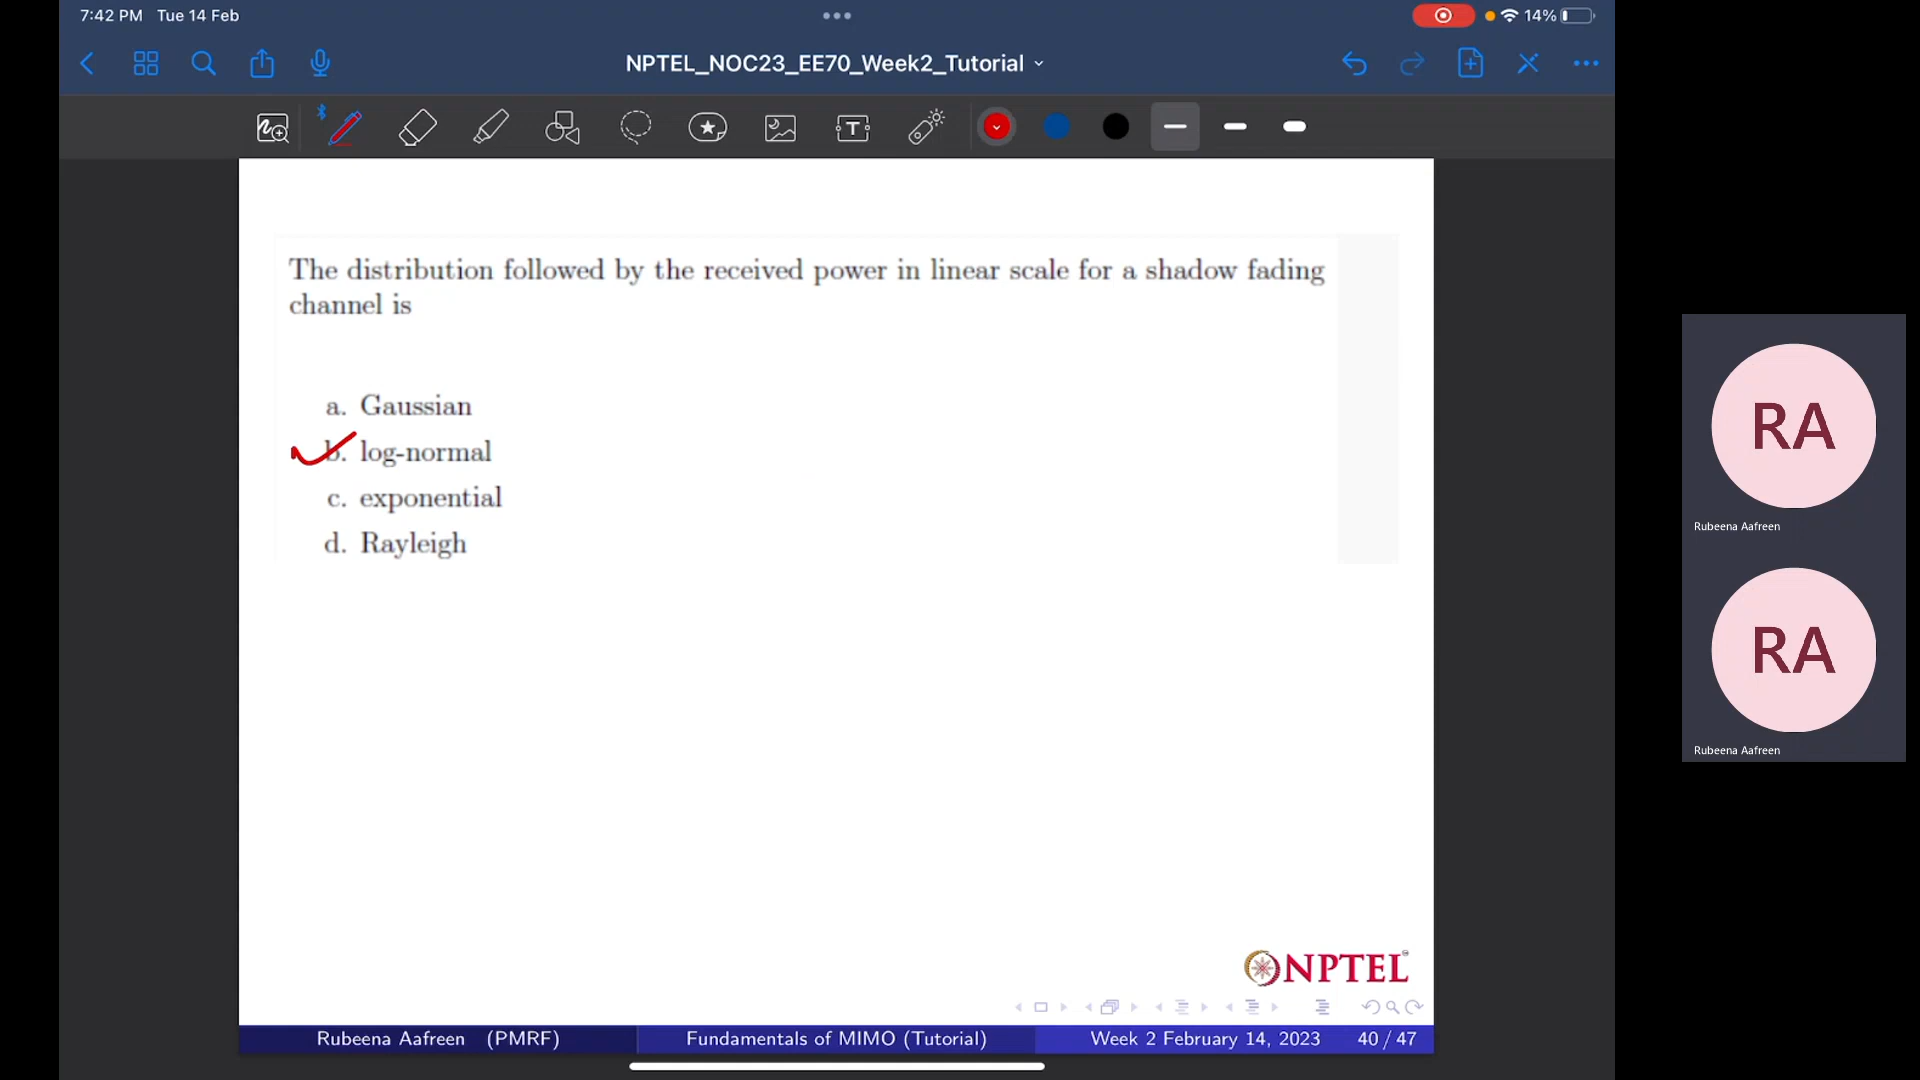 7:42 PM Tue 14 Feb
14%
NPTEL_NOC23_EE70_Week2_Tutorial
T
The distribution followed by the received power in linear scale for a shadow fading
channel is
a. Gaussian
b. log-normal
c. exponential
d. Rayleigh
RA
Rubeena Aafreen
RA
Rubeena Aafreen
NPTEL
Rubeena Aafreen (PMRF) Fundamentals of MIMO (Tutorial) Week 2 February 14, 2023 40 / 47